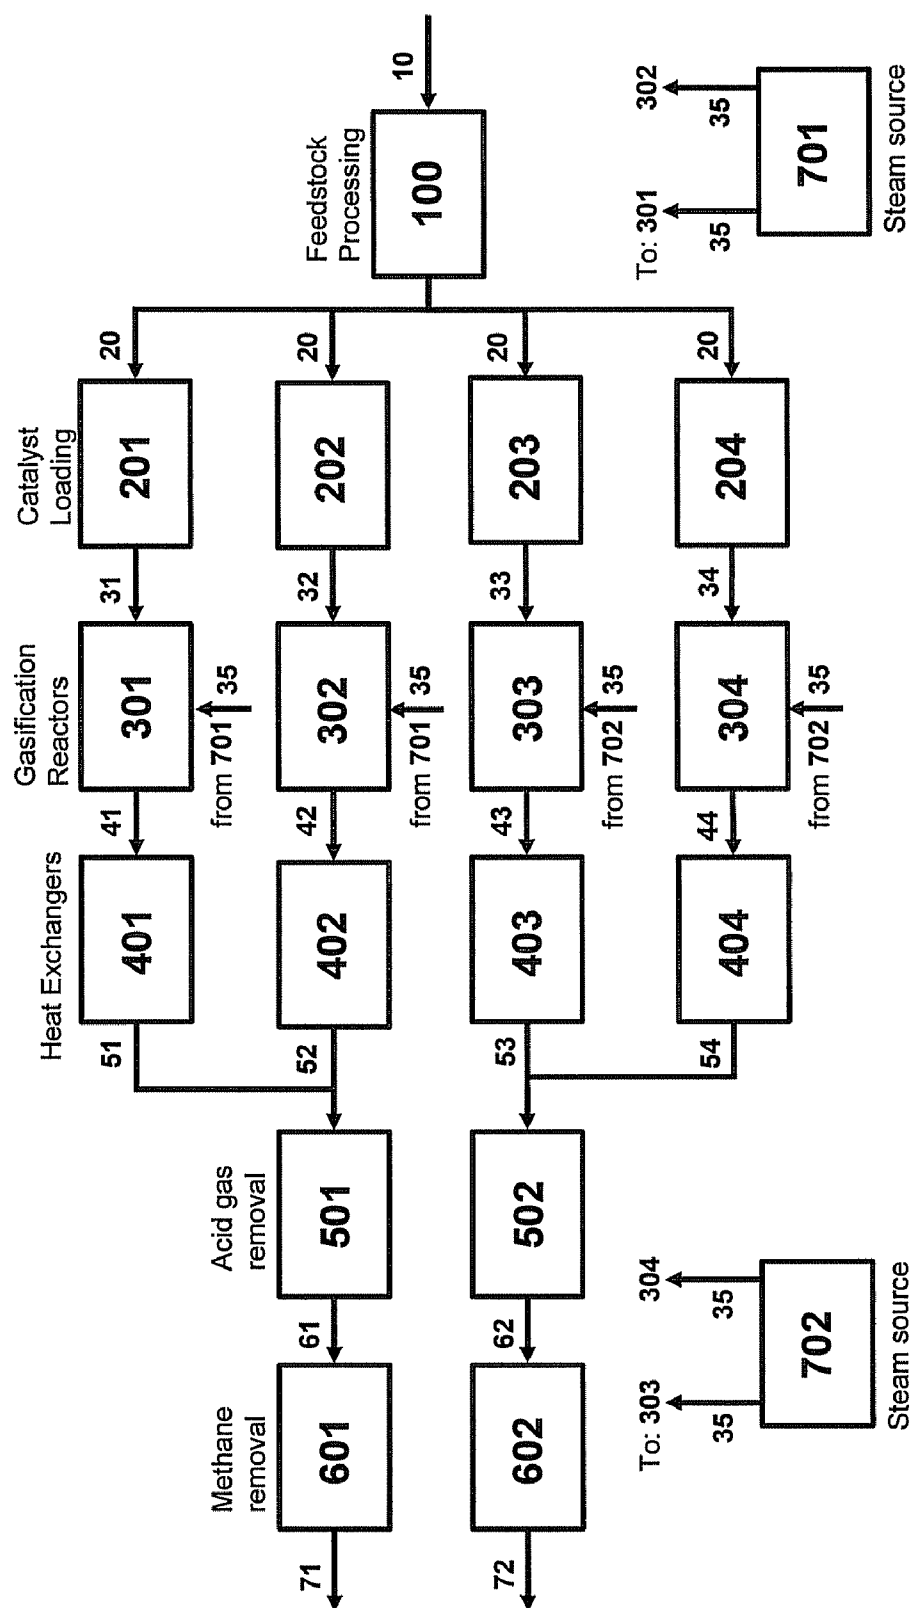 Heat Exchangers
Gasification
Reactors
Catalyst
Loading
51
41
31
20
401
301
201
from 701
35
Methane
removal
Acid gas
removal
71
61
52
42
32
20
Feedstock
Processing
601
501
402
302
202
10
from 701
35
100
72
62
53
43
33
20
602
502
403
303
203
from 702
35
To: 303
304
To: 301
302
54
44
34
20
35
35
35
35
404
304
204
702
701
from 702
35
Steam source
Steam source